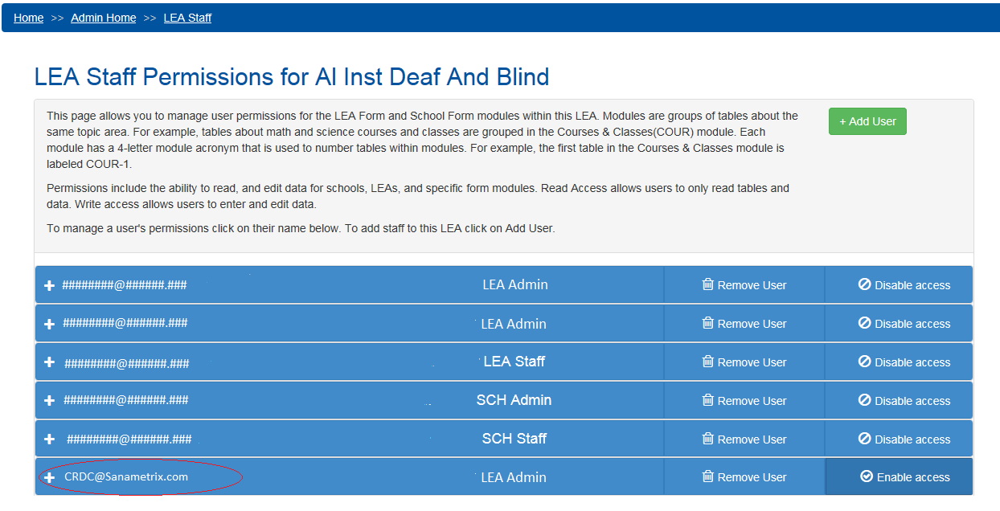 Home >> Admin Home >> LEA Staff
LEA Staff Permissions for Al Inst Deaf And Blind
This page allows you to manage user permissions for the LEA Form and School Form modules within this LEA. Modules are groups of tables about the
same topic area. For example, tables about math and science courses and classes are grouped in the Courses & Classes(COUR) module. Each
module has a 4-letter module acronym that is used to number tables within modules. For example, the first table in the Courses & Classes module is
labeled COUR-1.
+ Add User
Permissions include the ability to read, and edit data for schools, LEAs, and specific form modules. Read Access allows users to only read tables and
data. Write access allows users to enter and edit data.
To manage a user's permissions click on their name below. To add staff to this LEA click on Add User.
########@######.### LEA Admin Remove User Disable access
########@######.### LEA Admin Remove User Disable access
########@######.### LEA Staff Remove User Disable access
########@######.### SCH Admin Remove User Disable access
########@######.### SCH Staff Remove User Disable access
CRDC@Sanametrix.com LEA Admin Remove User Enable access